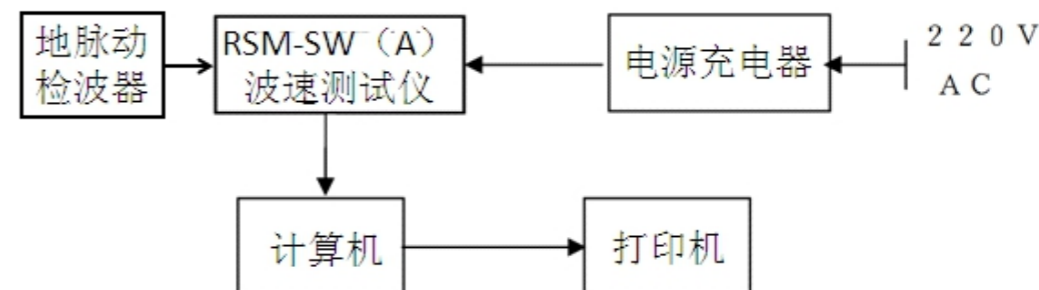 地脉动
检波器
RSM-SW（A）
波速测试仪
电源充电器
220V
AC
计算机
打印机